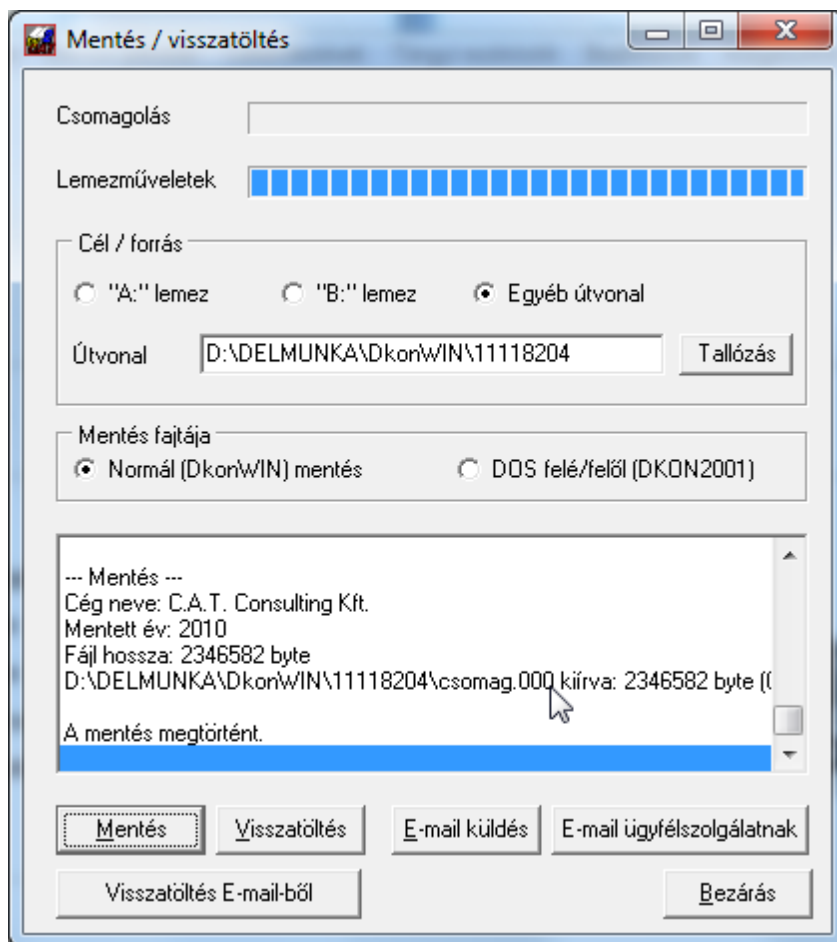 Mentés / visszatöltés
Csomagolás
Lemezműveletek
Cél / forrás
"A:" lemez "B:" lemez Egyéb útvonal
Útvonal D:\DELMUNKA\DkonWIN\11118204 Tallózás
Mentés fajtája
Normál (DkonWIN) mentés DOS felé/felől (DKON2001)
--- Mentés ---
Cég neve: C.A.T. Consulting Kft.
Mentett év: 2010
Fájl hossza: 2346582 byte
D:\DELMUNKA\DkonWIN\11118204\csomag.000 kiírva: 2346582 byte (0
A mentés megtörtént.
Mentés Visszatöltés E-mail küldés E-mail ügyfélszolgálatnak
Visszatöltés E-mail-ből Bezárás